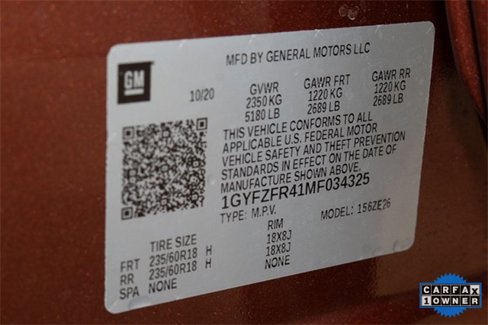 MFD BY GENERAL MOTORS LLC
GM
10/20 GVWR GAWR FRT GAWR RR
2350 KG 1220 KG 1220 KG
5180 LB 2689 LB 2689 LB
THIS VEHICLE CONFORMS TO ALL
APPLICABLE U.S. FEDERAL MOTOR
VEHICLE SAFETY AND THEFT PREVENTION
STANDARDS IN EFFECT ON THE DATE OF
MANUFACTURE SHOWN ABOVE.
1GYFZFR41MF034325
TYPE: M.P.V. MODEL: 156ZE26
TIRE SIZE RIM
FRT 235/60R18 H 18X8J
RR 235/60R18 H 18X8J
SPA NONE NONE
CARFAX
1 OWNER